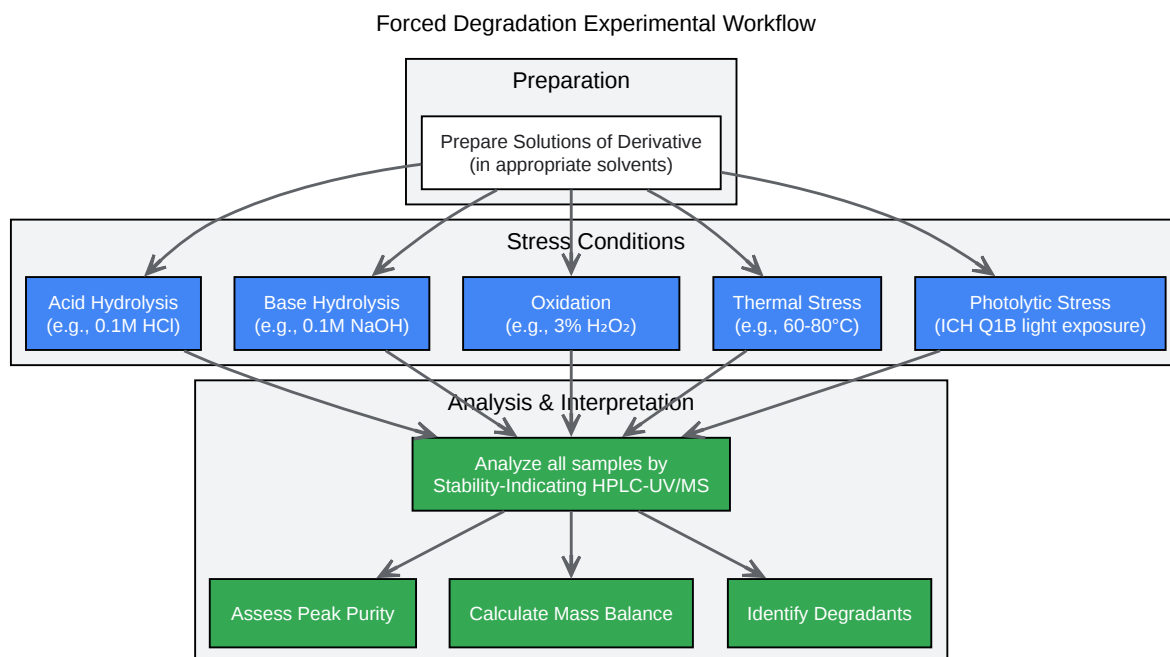 Forced Degradation Experimental Workflow
Preparation
Prepare Solutions of Derivative
(in appropriate solvents)
Stress Conditions
Acid Hydrolysis
(e.g., 0.1M HCl)
Base Hydrolysis
(e.g., 0.1M NaOH)
Oxidation
(e.g., 3% H₂O₂)
Thermal Stress
(e.g., 60-80°C)
Photolytic Stress
(ICH Q1B light exposure)
Analysis & Interpretation
Analyze all samples by
Stability-Indicating HPLC-UV/MS
Assess Peak Purity
Calculate Mass Balance
Identify Degradants